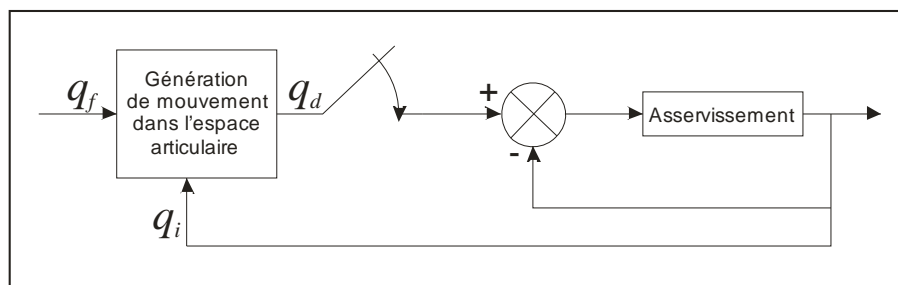 q_f
Génération
de mouvement
dans l'espace
articulaire
q_d
+
-
Asservissement
q_i